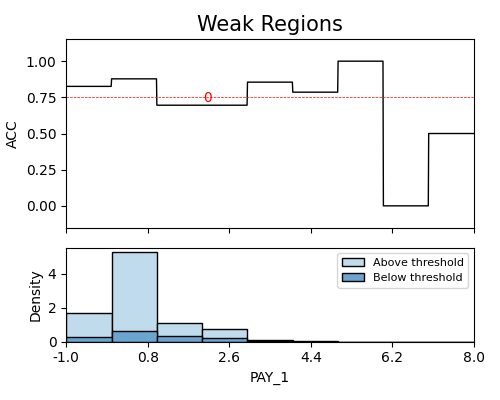 Weak Regions
1.00
0.75
0.50
0.25
0.00
ACC
0
Above threshold
Below threshold
4
2
0
Density
-1.0 0.8 2.6 4.4 6.2 8.0
PAY_1